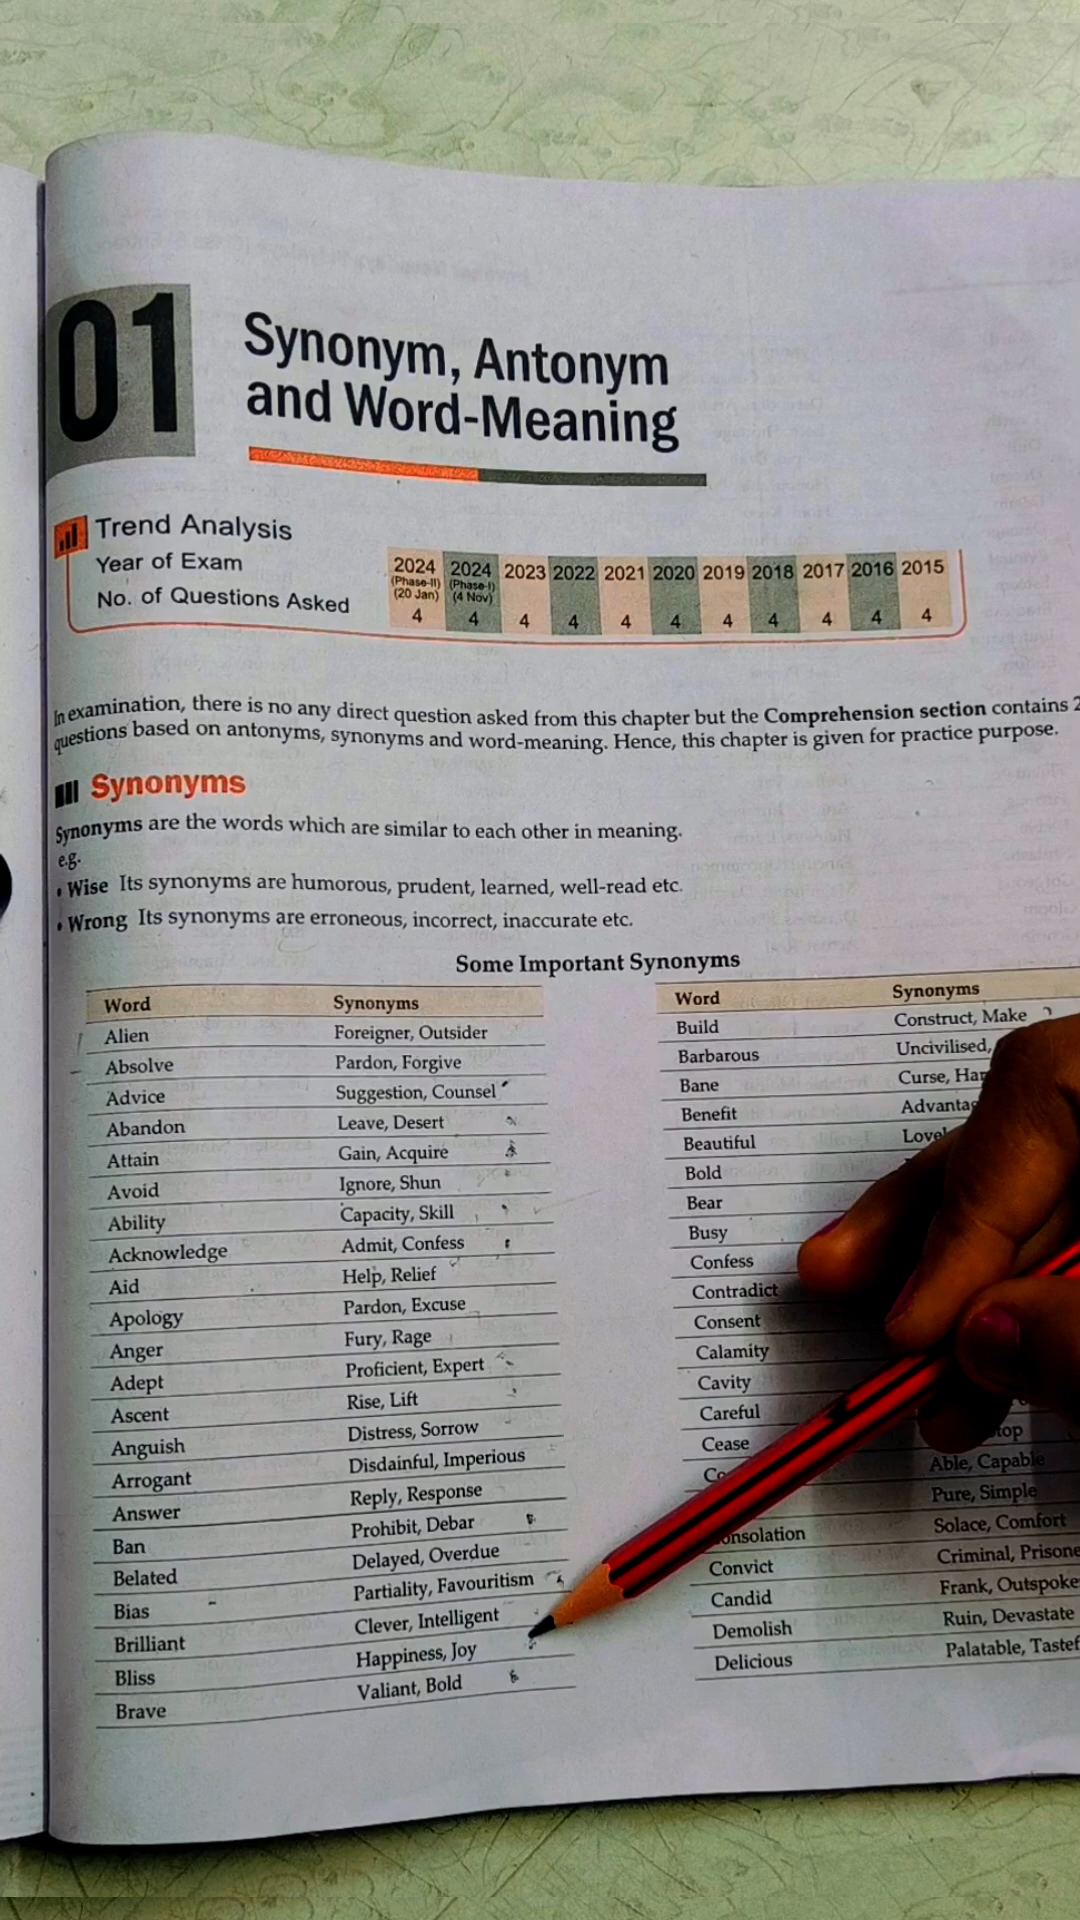 01
Synonym, Antonym
and Word-Meaning
Trend Analysis
Year of Exam 2024 (Phase-II) (20 Jan) 2024 (Phase-I) (4 Nov) 2023 2022 2021 2020 2019 2018 2017 2016 2015
No. of Questions Asked 4 4 4 4 4 4 4 4 4 4 4
In examination, there is no any direct question asked from this chapter but the Comprehension section contains 2
questions based on antonyms, synonyms and word-meaning. Hence, this chapter is given for practice purpose.
Synonyms
Synonyms are the words which are similar to each other in meaning.
e.g.
• Wise Its synonyms are humorous, prudent, learned, well-read etc.
• Wrong Its synonyms are erroneous, incorrect, inaccurate etc.
Some Important Synonyms
Word Synonyms
Alien Foreigner, Outsider
Absolve Pardon, Forgive
Advice Suggestion, Counsel
Abandon Leave, Desert
Attain Gain, Acquire
Avoid Ignore, Shun
Ability Capacity, Skill
Acknowledge Admit, Confess
Aid Help, Relief
Apology Pardon, Excuse
Anger Fury, Rage
Adept Proficient, Expert
Ascent Rise, Lift
Anguish Distress, Sorrow
Arrogant Disdainful, Imperious
Answer Reply, Response
Ban Prohibit, Debar
Belated Delayed, Overdue
Bias Partiality, Favouritism
Brilliant Clever, Intelligent
Bliss Happiness, Joy
Brave Valiant, Bold
Word Synonyms
Build Construct, Make
Barbarous Uncivilised,
Bane Curse,
Benefit
Beautiful
Bold
Bear
Busy
Confess
Contradict
Consent
Calamity
Cavity
Careful
Cease
Able, Capable
Pure, Simple
Solace, Comfort
Convict Criminal,
Candid Frank,
Demolish Ruin, Devastate
Delicious Palatable,